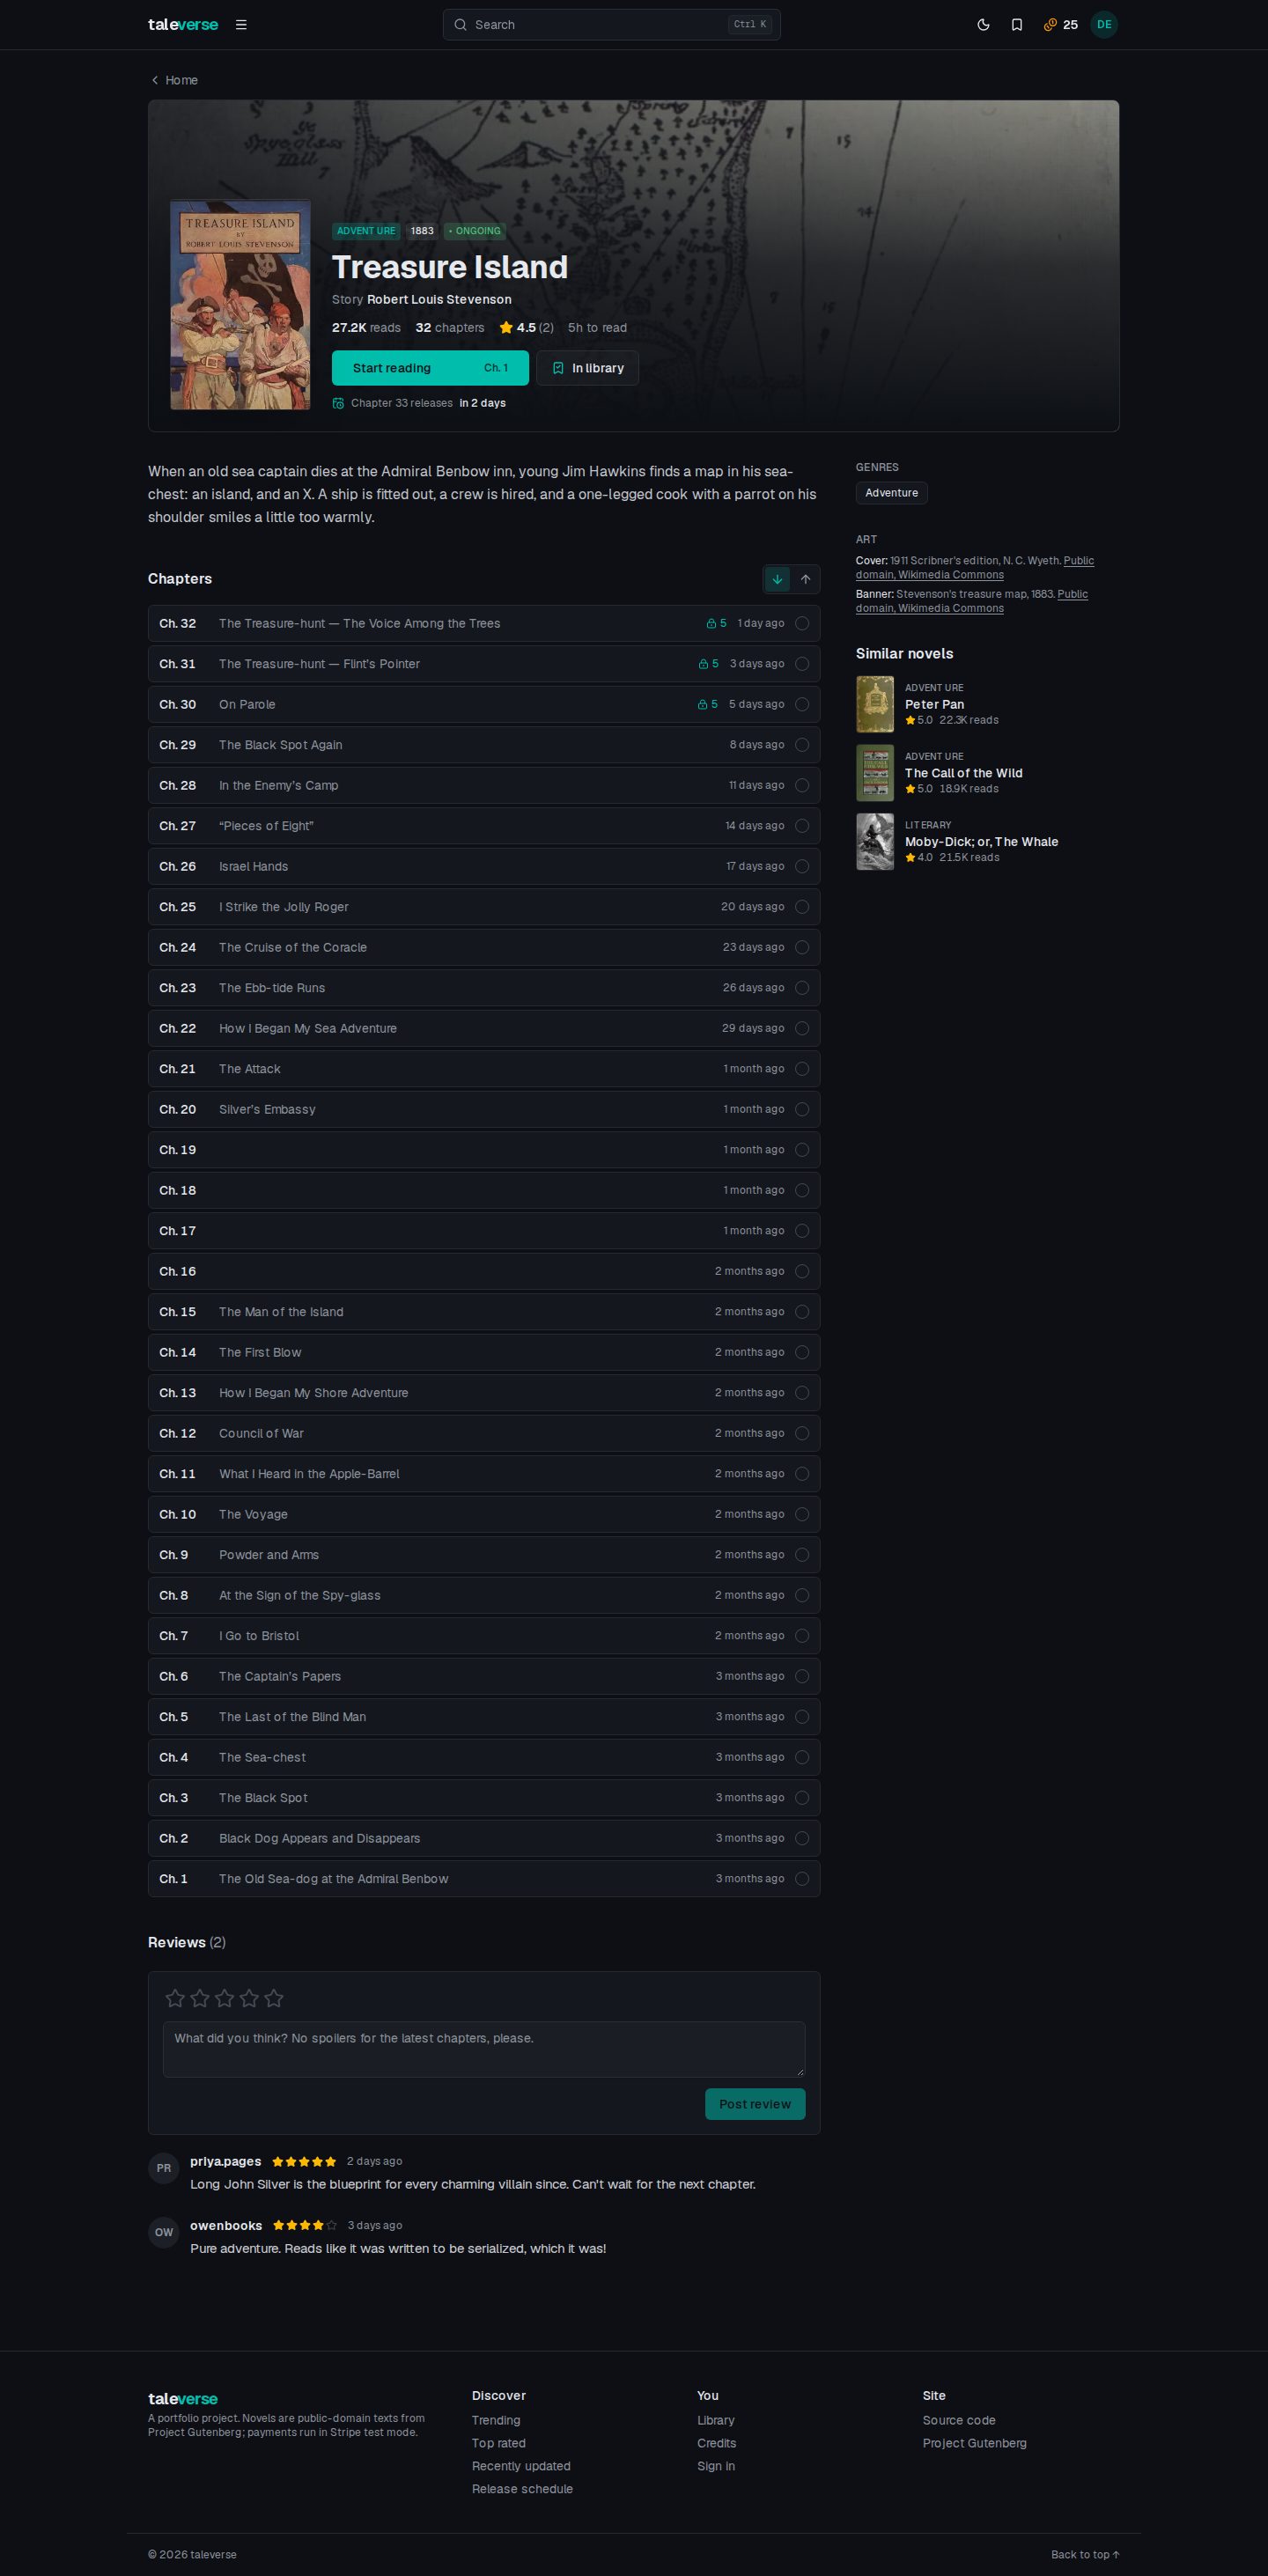 taleverse
Search Ctrl K
25 DE
Home
Spye glass
Hill
15
TREASURE ISLAND
BY
ROBERT LOUIS STEVENSON
ADVENTURE 1883 • ONGOING
Treasure Island
Story Robert Louis Stevenson
27.2K reads 32 chapters 4.5 (2) 5h to read
Start reading Ch. 1 In library
Chapter 33 releases in 2 days
When an old sea captain dies at the Admiral Benbow inn, young Jim Hawkins finds a map in his sea-
chest: an island, and an X. A ship is fitted out, a crew is hired, and a one-legged cook with a parrot on his
shoulder smiles a little too warmly.
GENRES
Adventure
ART
Cover: 1911 Scribner's edition, N. C. Wyeth. Public
domain, Wikimedia Commons
Banner: Stevenson's treasure map, 1883. Public
domain, Wikimedia Commons
Similar novels
ADVENTURE
Peter Pan
5.0 22.3K reads
ADVENTURE
The Call of the Wild
5.0 18.9K reads
LITERARY
Moby-Dick; or, The Whale
4.0 21.5K reads
Chapters
Ch. 32 The Treasure-hunt — The Voice Among the Trees 5 1 day ago
Ch. 31 The Treasure-hunt — Flint's Pointer 5 3 days ago
Ch. 30 On Parole 5 5 days ago
Ch. 29 The Black Spot Again 8 days ago
Ch. 28 In the Enemy's Camp 11 days ago
Ch. 27 “Pieces of Eight” 14 days ago
Ch. 26 Israel Hands 17 days ago
Ch. 25 I Strike the Jolly Roger 20 days ago
Ch. 24 The Cruise of the Coracle 23 days ago
Ch. 23 The Ebb-tide Runs 26 days ago
Ch. 22 How I Began My Sea Adventure 29 days ago
Ch. 21 The Attack 1 month ago
Ch. 20 Silver's Embassy 1 month ago
Ch. 19 1 month ago
Ch. 18 1 month ago
Ch. 17 1 month ago
Ch. 16 2 months ago
Ch. 15 The Man of the Island 2 months ago
Ch. 14 The First Blow 2 months ago
Ch. 13 How I Began My Shore Adventure 2 months ago
Ch. 12 Council of War 2 months ago
Ch. 11 What I Heard in the Apple-Barrel 2 months ago
Ch. 10 The Voyage 2 months ago
Ch. 9 Powder and Arms 2 months ago
Ch. 8 At the Sign of the Spy-glass 2 months ago
Ch. 7 I Go to Bristol 2 months ago
Ch. 6 The Captain's Papers 3 months ago
Ch. 5 The Last of the Blind Man 3 months ago
Ch. 4 The Sea-chest 3 months ago
Ch. 3 The Black Spot 3 months ago
Ch. 2 Black Dog Appears and Disappears 3 months ago
Ch. 1 The Old Sea-dog at the Admiral Benbow 3 months ago
Reviews (2)
What did you think? No spoilers for the latest chapters, please.
Post review
PR priya.pages 2 days ago
Long John Silver is the blueprint for every charming villain since. Can't wait for the next chapter.
OW owenbooks 3 days ago
Pure adventure. Reads like it was written to be serialized, which it was!
taleverse
A portfolio project. Novels are public-domain texts from
Project Gutenberg; payments run in Stripe test mode.
Discover
Trending
Top rated
Recently updated
Release schedule
You
Library
Credits
Sign in
Site
Source code
Project Gutenberg
© 2026 taleverse
Back to top ↑